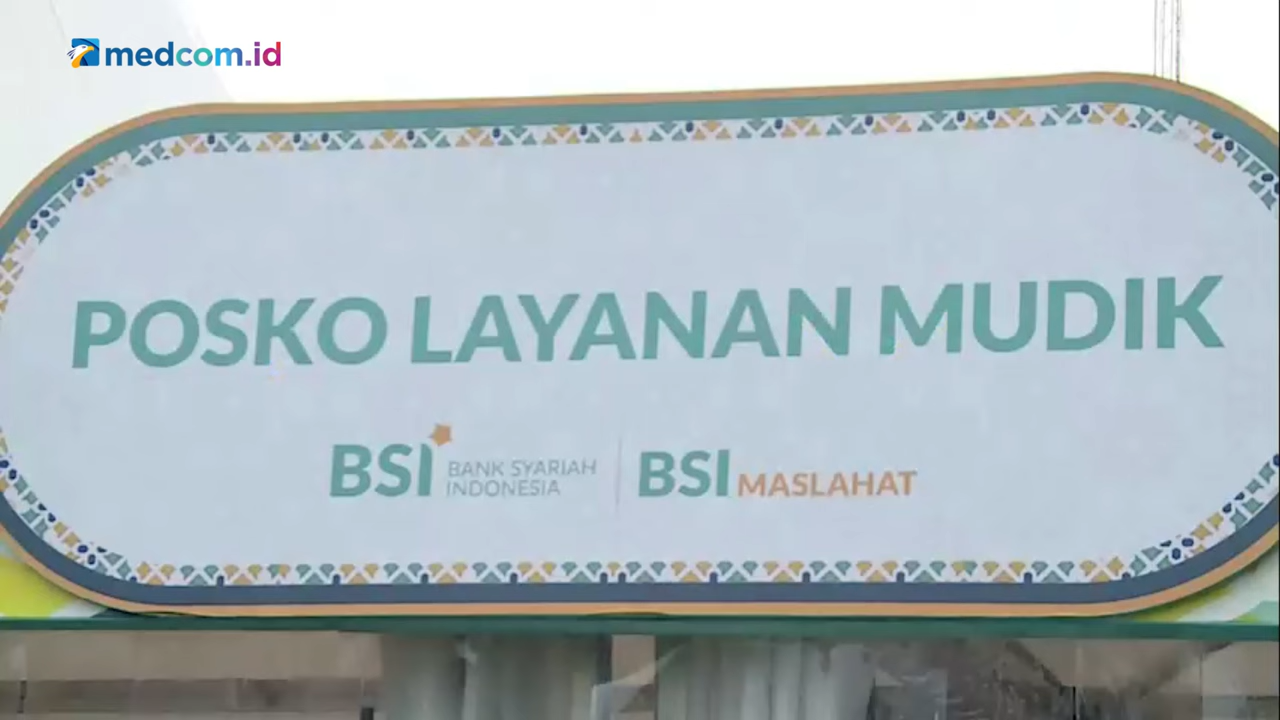 medcom.id
POSKO LAYANAN MUDIK
BSI BANK SYARIAH INDONESIA
BSI MASLAHAT